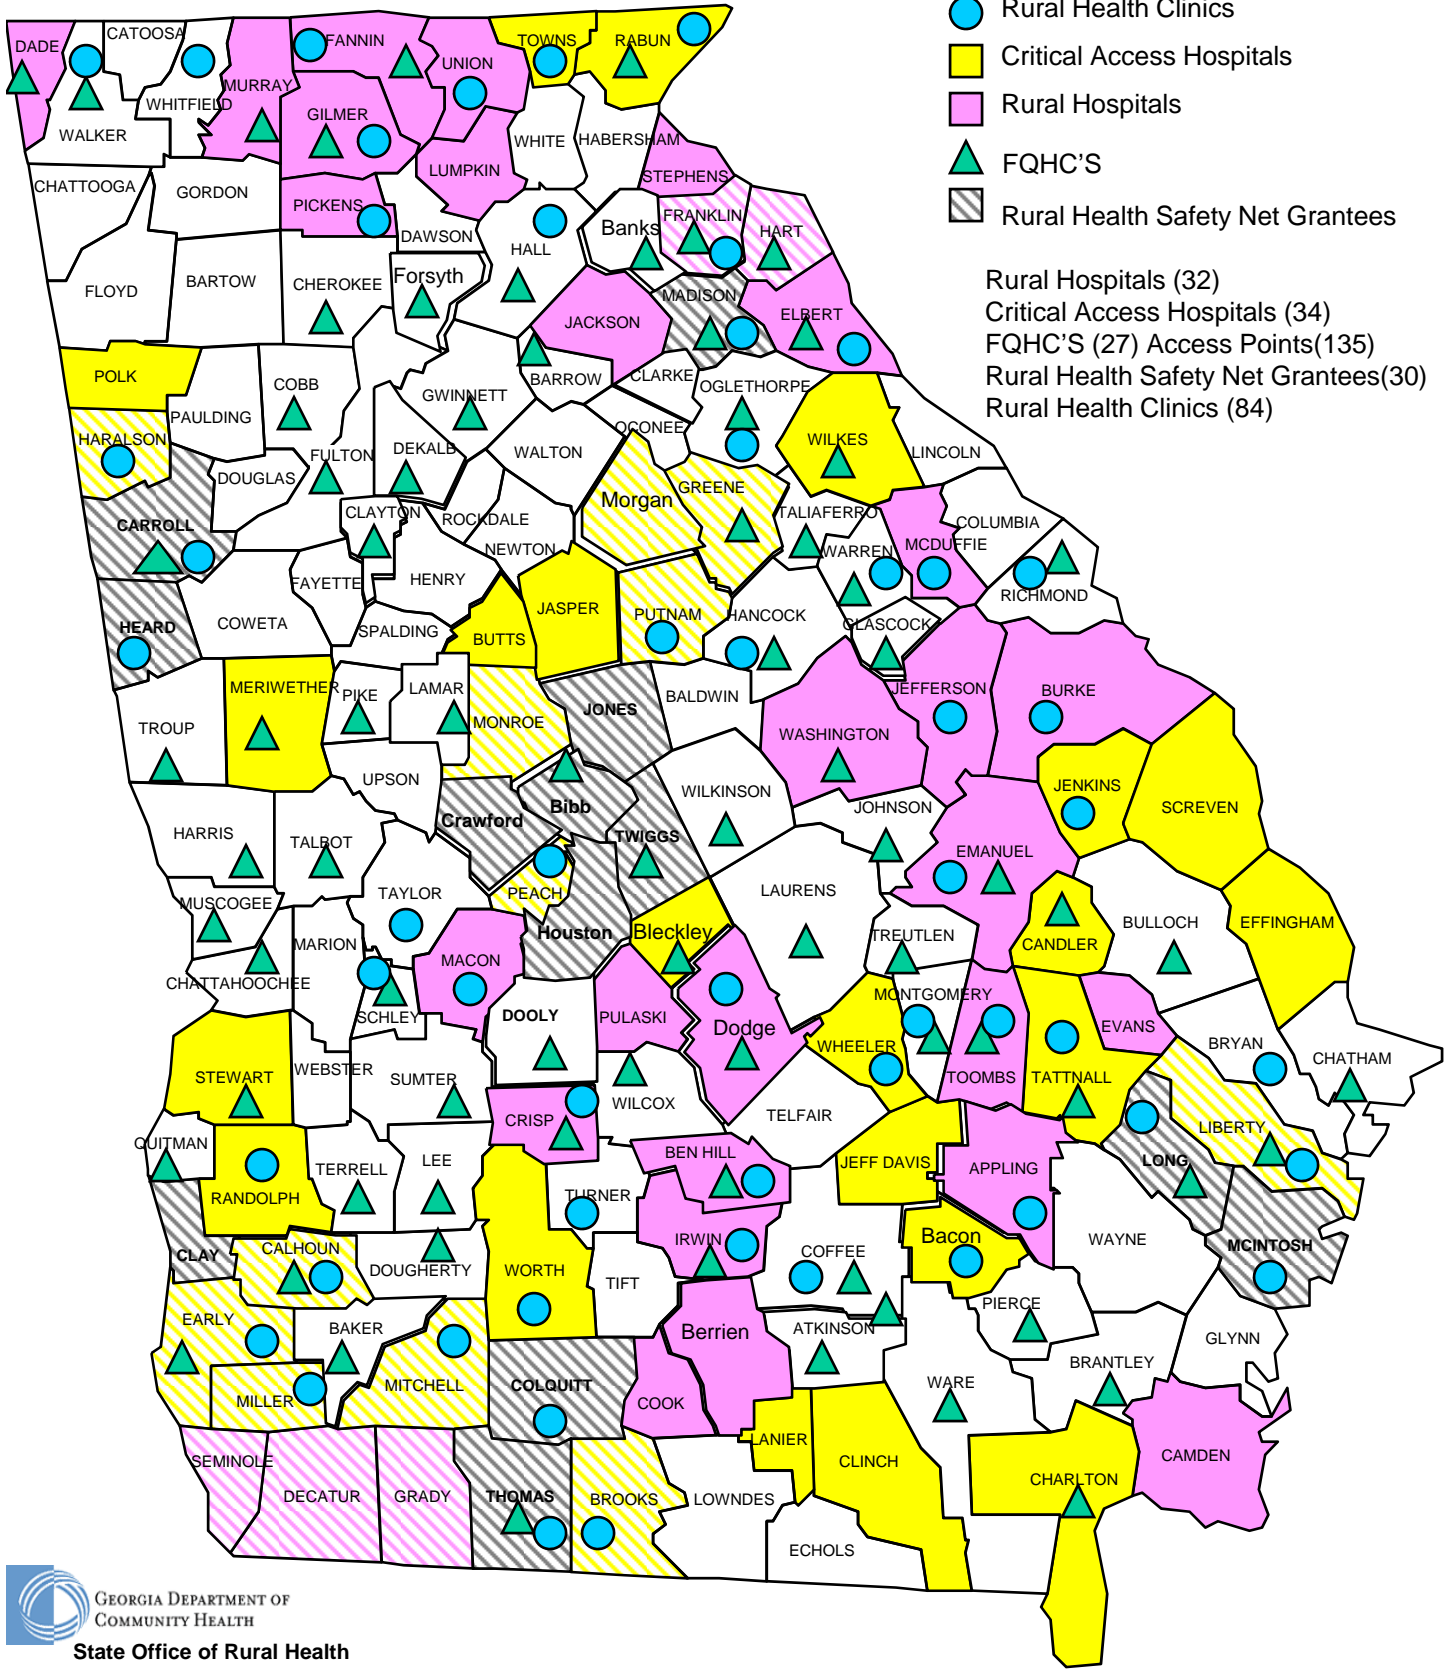 Rural Health Clinics
Critical Access Hospitals
Rural Hospitals
FQHC'S
Rural Health Safety Net Grantees
Rural Hospitals (32)
Critical Access Hospitals (34)
FQHC'S (27) Access Points(135)
Rural Health Safety Net Grantees(30)
Rural Health Clinics (84)
DADE
CATOOSA
FANNIN
TOWNS
RABUN
UNION
MURRAY
WHITFIELD
WALKER
GILMER
WHITE
HABERSHAM
LUMPKIN
STEPHENS
CHATTOOGA
GORDON
PICKENS
DAWSON
Banks
FRANKLIN
HART
HALL
FLOYD
BARTOW
CHEROKEE
Forsyth
MADISON
JACKSON
ELBERT
POLK
COBB
BARROW
CLARKE
OGLETHORPE
GWINNETT
PAULDING
HARALSON
OCONEE
WILKES
LINCOLN
FULTON
DEKALB
WALTON
DOUGLAS
Morgan
GREENE
CARROLL
CLAYTON
ROCKDALE
TALIAFERRO
COLUMBIA
NEWTON
WARREN
MCDUFFIE
FAYETTE
HENRY
RICHMOND
HEARD
COWETA
SPALDING
BUTTS
JASPER
PUTNAM
HANCOCK
GLASCOCK
MERIWETHER
PIKE
LAMAR
MONROE
JONES
BALDWIN
JEFFERSON
BURKE
TROUP
WASHINGTON
UPSON
WILKINSON
JENKINS
SCREVEN
Bibb
JOHNSON
Crawford
HARRIS
TALBOT
TWIGGS
EMANUEL
PEACH
LAURENS
TAYLOR
MUSCOGEE
Houston
Bleckley
TREUTLEN
CANDLER
BULLOCH
EFFINGHAM
MARION
MACON
CHATTAHOOCHEE
SCHLEY
DOOLY
PULASKI
Dodge
MONTGOMERY
EVANS
WHEELER
BRYAN
CHATHAM
STEWART
WEBSTER
SUMTER
TOOMBS
TATTNALL
WILCOX
CRISP
TELFAIR
LIBERTY
QUITMAN
TERRELL
LEE
BEN HILL
JEFF DAVIS
APPLING
LONG
RANDOLPH
TURNER
CLAY
CALHOUN
DOUGHERTY
WORTH
TIFT
IRWIN
COFFEE
Bacon
WAYNE
MCINTOSH
EARLY
BAKER
Berrien
ATKINSON
PIERCE
GLYNN
MILLER
MITCHELL
COLQUITT
COOK
WARE
BRANTLEY
LANIER
CLINCH
CAMDEN
SEMINOLE
DECATUR
GRADY
THOMAS
BROOKS
LOWNDES
CHARLTON
ECHOLS
GEORGIA DEPARTMENT OF
COMMUNITY HEALTH
State Office of Rural Health